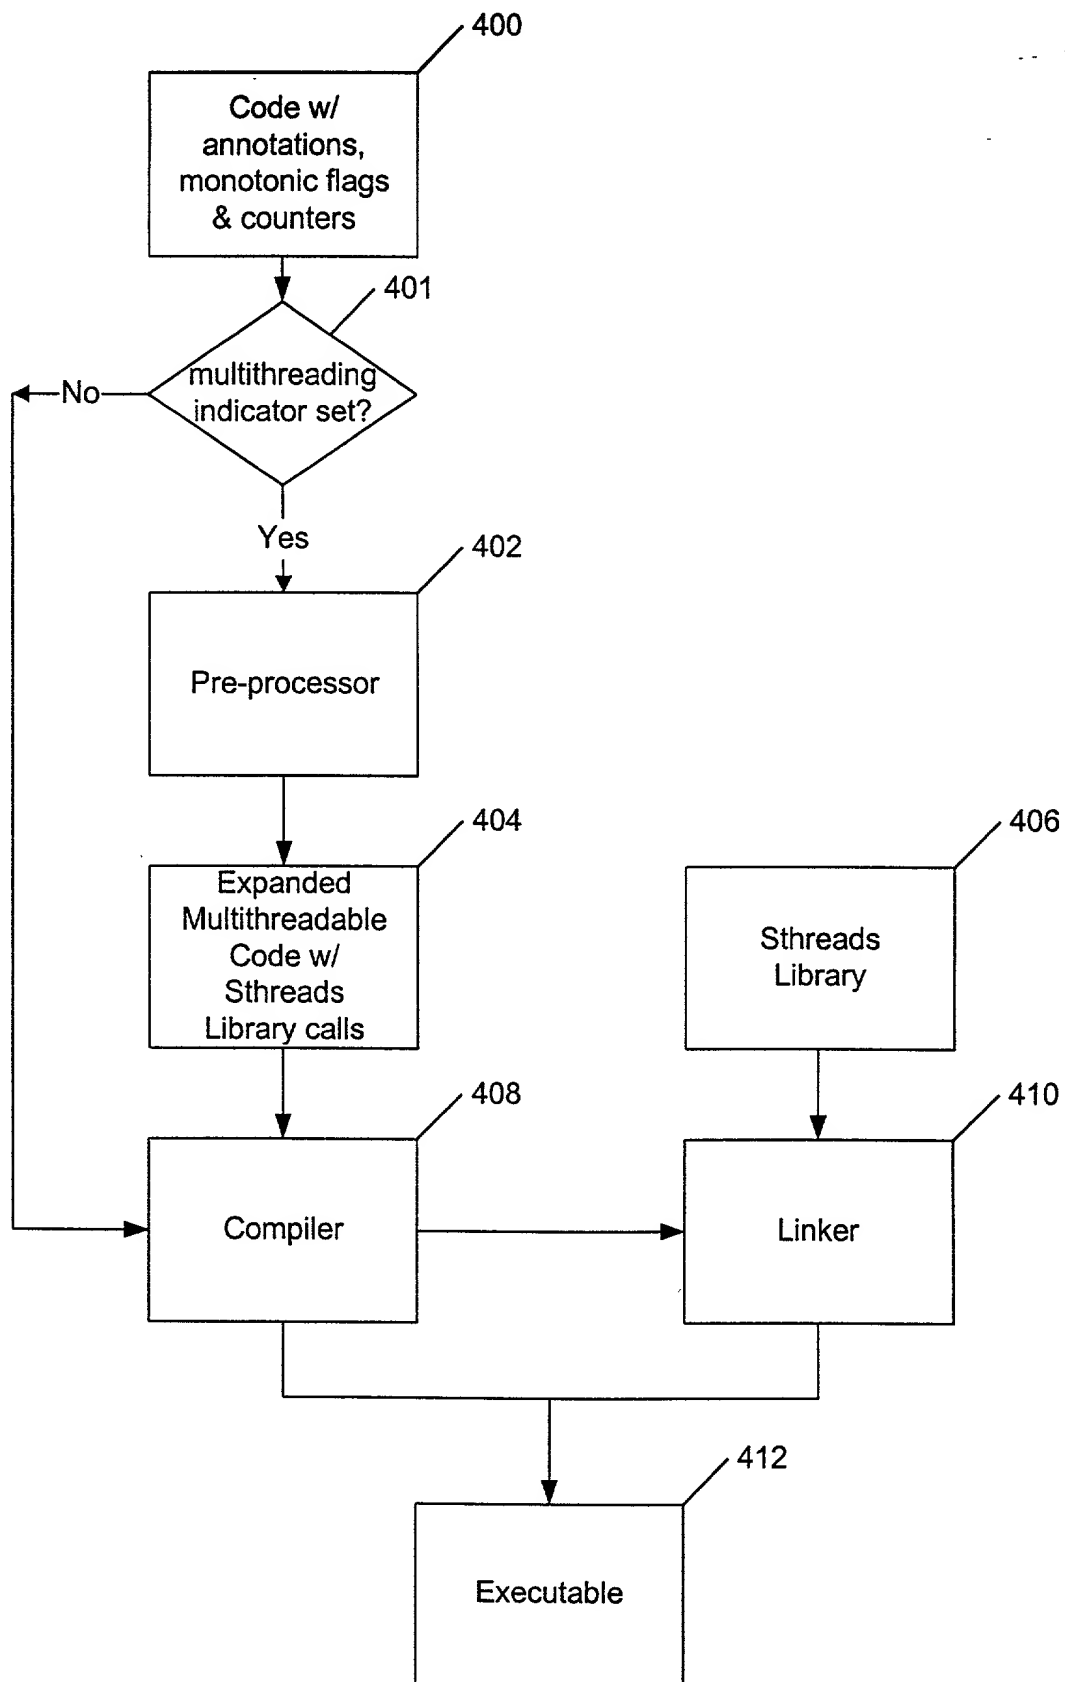 400
Code w/
annotations,
monotonic flags
& counters
401
multithreading
indicator set?
No
Yes
402
Pre-processor
404
Expanded
Multithreadable
Code w/
Sthreads
Library calls
406
Sthreads
Library
408
Compiler
410
Linker
412
Executable